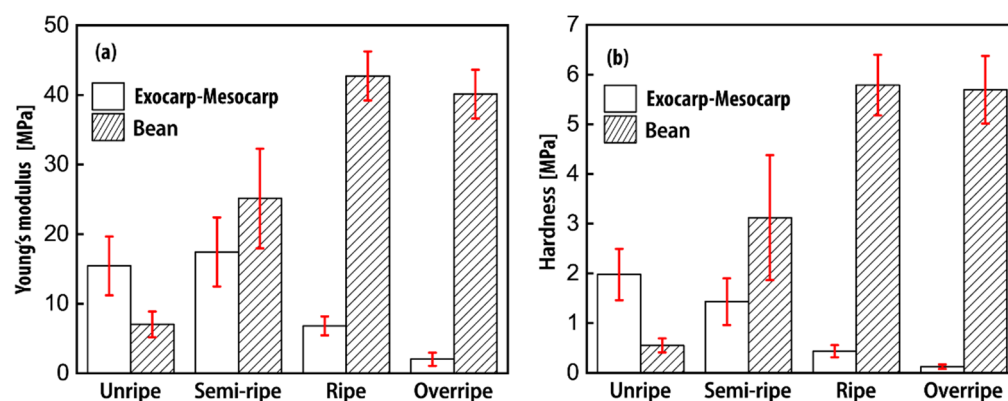 (a)
Young's modulus [MPa]
50
40
30
20
10
0
Exocarp-Mesocarp
Bean
Unripe Semi-ripe Ripe Overripe
(b)
Hardness [MPa]
7
6
5
4
3
2
1
0
Exocarp-Mesocarp
Bean
Unripe Semi-ripe Ripe Overripe